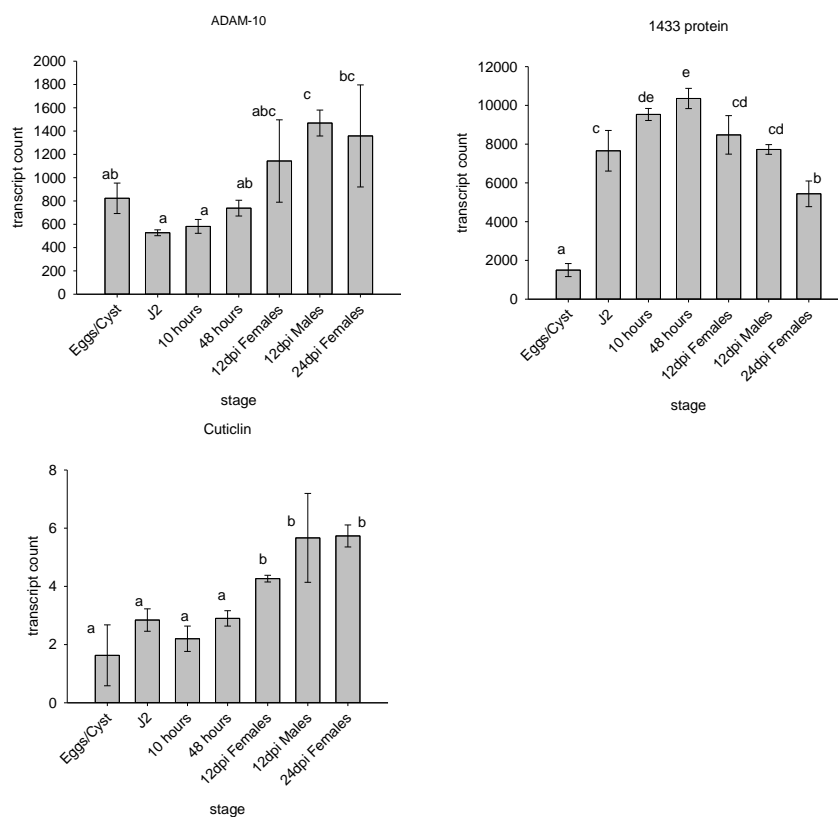 ADAM-10
transcript count
2000
1800
1600
1400
1200
1000
800
600
400
200
0
ab
a
a
ab
abc
c
bc
Eggs/Cyst
J2
10 hours
48 hours
12dpi Females
12dpi Males
24dpi Females
stage
1433 protein
transcript count
12000
10000
8000
6000
4000
2000
0
a
c
de
e
cd
cd
b
Eggs/Cyst
J2
10 hours
48 hours
12dpi Females
12dpi Males
24dpi Females
stage
Cuticlin
transcript count
8
6
4
2
0
a
a
a
a
b
b
b
Eggs/Cyst
J2
10 hours
48 hours
12dpi Females
12dpi Males
24dpi Females
stage